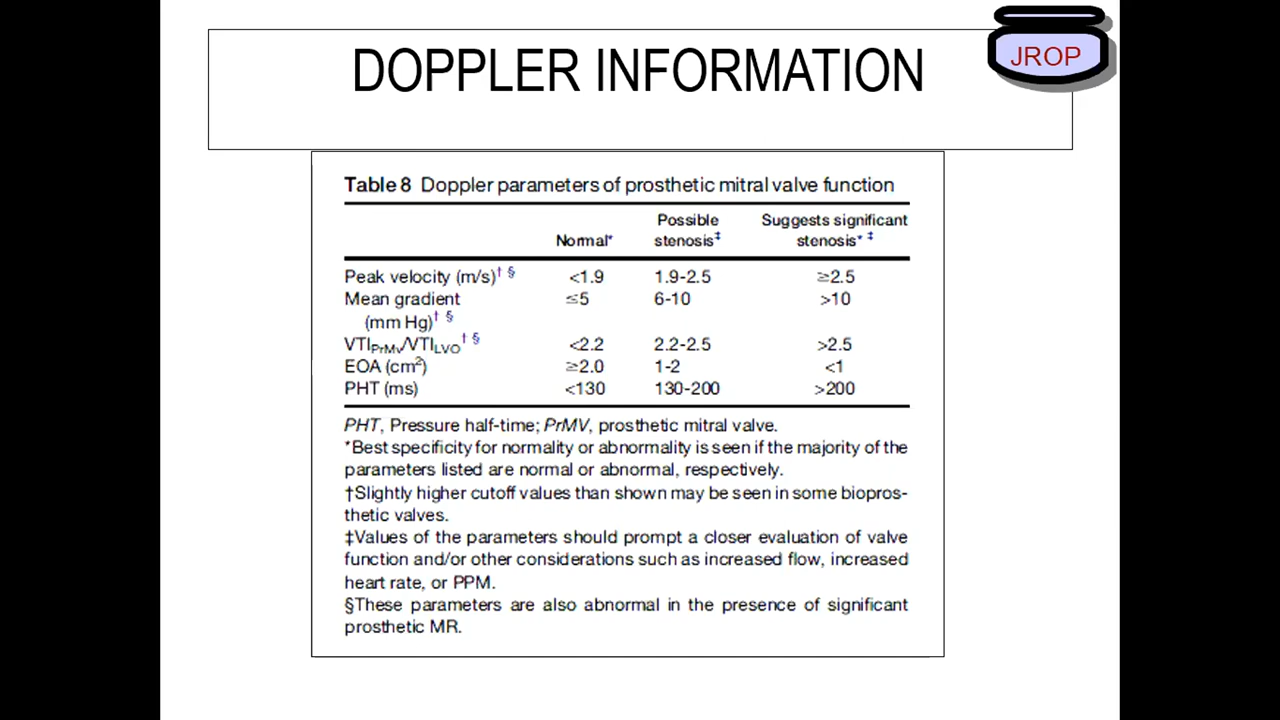 DOPPLER INFORMATION
JROP
Table 8 Doppler parameters of prosthetic mitral valve function
Normal* Possible stenosis‡ Suggests significant stenosis* ‡
Peak velocity (m/s)† § <1.9 1.9-2.5 ≥2.5
Mean gradient ≤5 6-10 >10
(mm Hg)† §
VTIPrMv/VTILVO† § <2.2 2.2-2.5 >2.5
EOA (cm²) ≥2.0 1-2 <1
PHT (ms) <130 130-200 >200
PHT, Pressure half-time; PrMV, prosthetic mitral valve.
*Best specificity for normality or abnormality is seen if the majority of the
parameters listed are normal or abnormal, respectively.
†Slightly higher cutoff values than shown may be seen in some biopros-
thetic valves.
‡Values of the parameters should prompt a closer evaluation of valve
function and/or other considerations such as increased flow, increased
heart rate, or PPM.
§These parameters are also abnormal in the presence of significant
prosthetic MR.